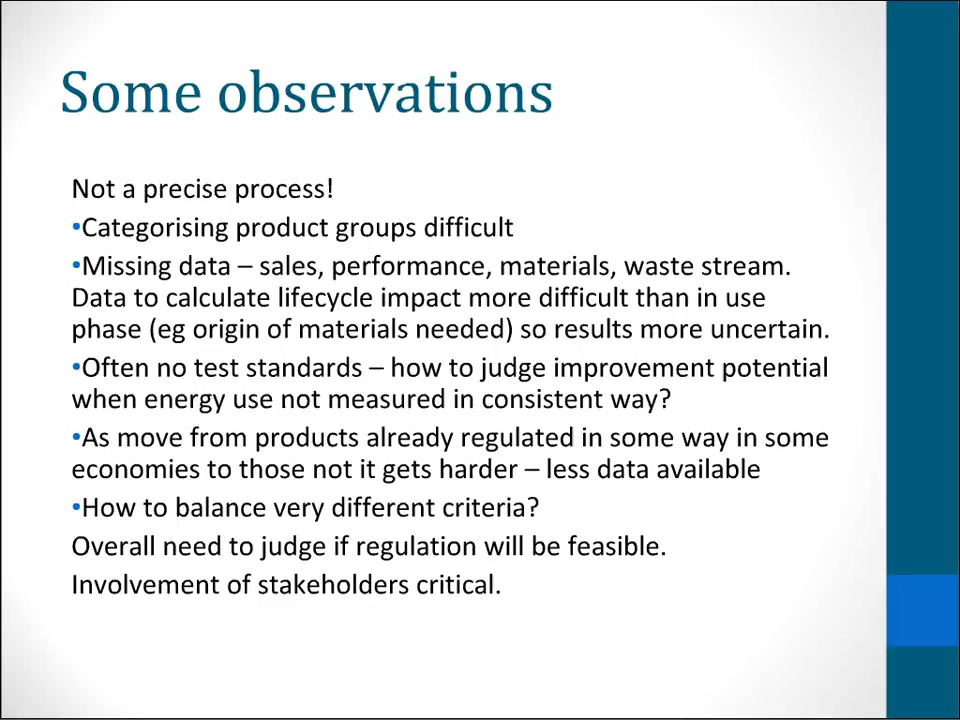 Some observations
Not a precise process!
•Categorising product groups difficult
•Missing data – sales, performance, materials, waste stream.
Data to calculate lifecycle impact more difficult than in use
phase (eg origin of materials needed) so results more uncertain.
•Often no test standards – how to judge improvement potential
when energy use not measured in consistent way?
•As move from products already regulated in some way in some
economies to those not it gets harder – less data available
•How to balance very different criteria?
Overall need to judge if regulation will be feasible.
Involvement of stakeholders critical.